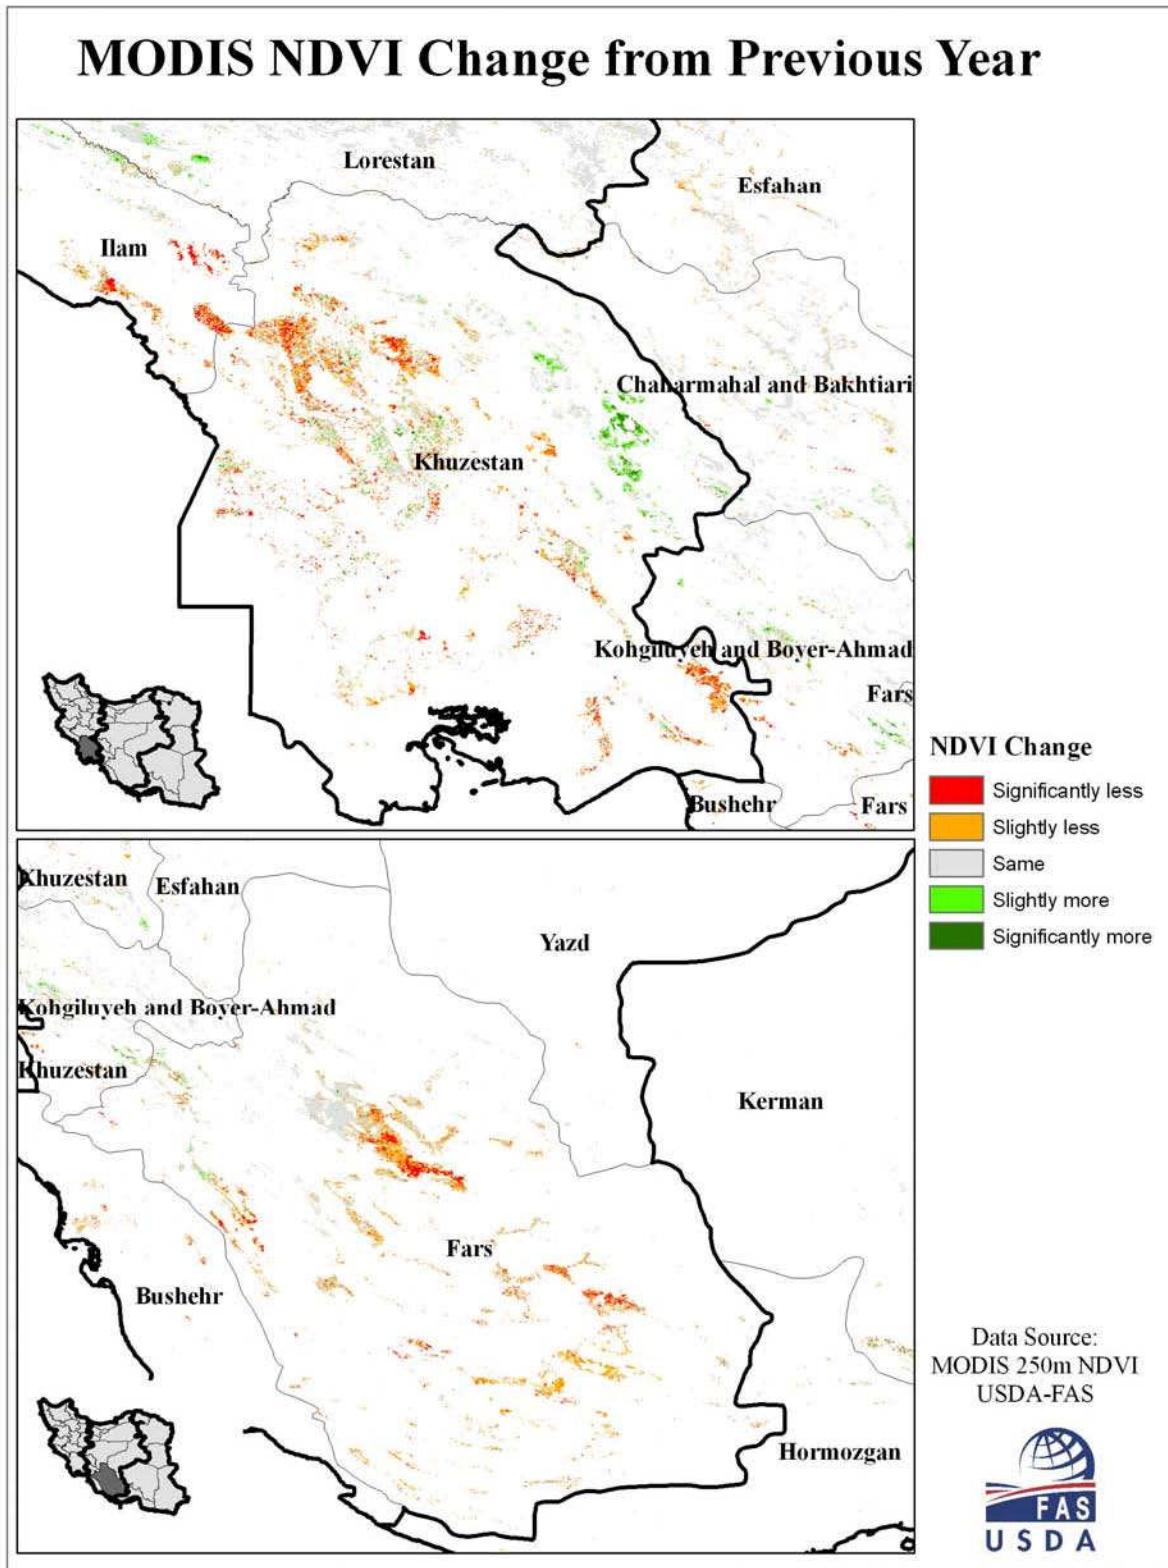 MODIS NDVI Change from Previous Year
Lorestan
Esfahan
Ilam
Chaharmahal and Bakhtiari
Khuzestan
Kohgiluyeh and Boyer-Ahmad
Fars
Bushehr
Fars
NDVI Change
Significantly less
Slightly less
Same
Slightly more
Significantly more
Khuzestan
Esfahan
Yazd
Kohgiluyeh and Boyer-Ahmad
Khuzestan
Kerman
Fars
Bushehr
Hormozgan
Data Source:
MODIS 250m NDVI
USDA-FAS
FAS
USDA